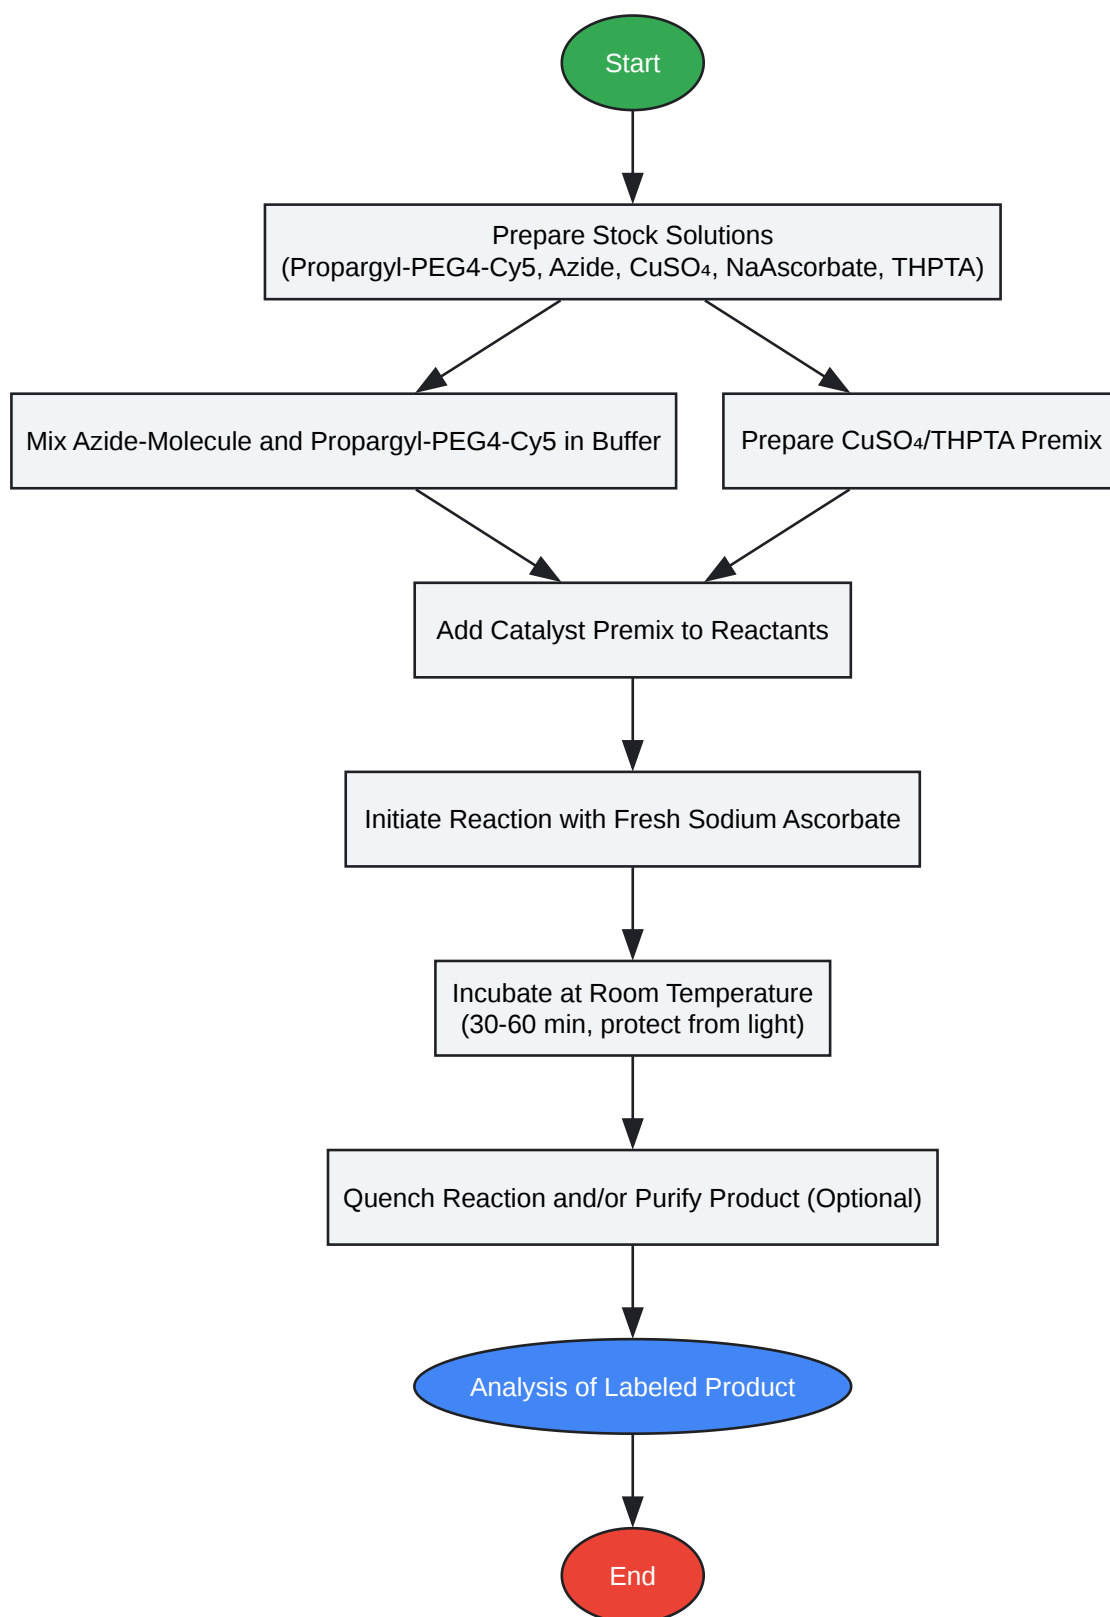 Start
Prepare Stock Solutions
(Propargyl-PEG4-Cy5, Azide, CuSO₄, NaAscorbate, THPTA)
Mix Azide-Molecule and Propargyl-PEG4-Cy5 in Buffer
Prepare CuSO₄/THPTA Premix
Add Catalyst Premix to Reactants
Initiate Reaction with Fresh Sodium Ascorbate
Incubate at Room Temperature
(30-60 min, protect from light)
Quench Reaction and/or Purify Product (Optional)
Analysis of Labeled Product
End